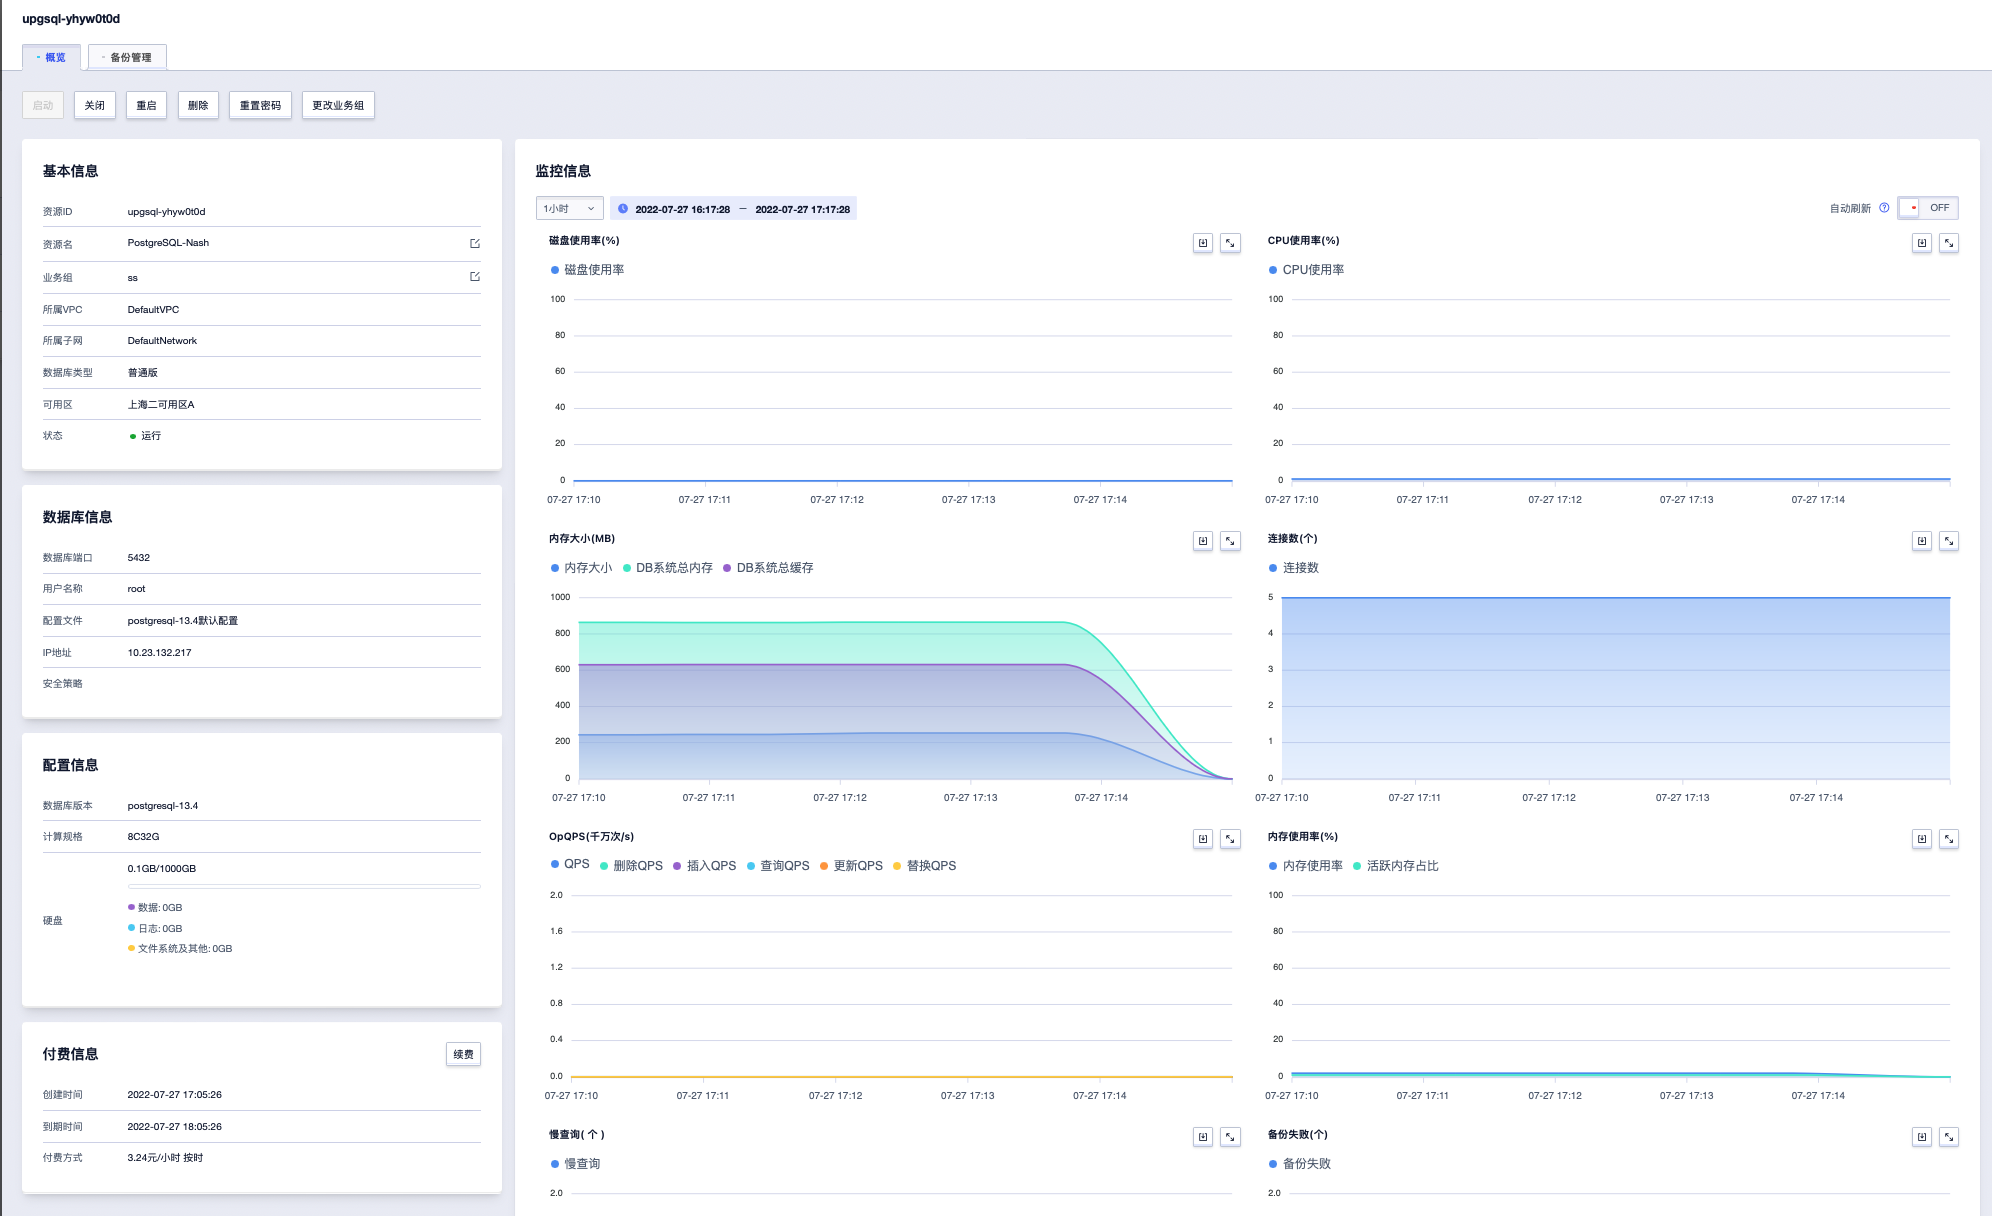 upgsql-yhyw0t0d
概览
备份管理
启动 关闭 重启 删除 重置密码 更改业务组
基本信息
资源ID upgsql-yhyw0t0d
资源名 PostgreSQL-Nash
业务组 ss
所属VPC DefaultVPC
所属子网 DefaultNetwork
数据库类型 普通版
可用区 上海二可用区A
状态 运行
数据库信息
数据库端口 5432
用户名称 root
配置文件 postgresql-13.4默认配置
IP地址 10.23.132.217
安全策略
配置信息
数据库版本 postgresql-13.4
计算规格 8C32G
0.1GB/1000GB
硬盘
数据: 0GB
日志: 0GB
文件系统及其他: 0GB
付费信息 续费
创建时间 2022-07-27 17:05:26
到期时间 2022-07-27 18:05:26
付费方式 3.24元/小时 按时
监控信息
1小时 2022-07-27 16:17:28 – 2022-07-27 17:17:28 自动刷新 OFF
磁盘使用率(%)
磁盘使用率
100
80
60
40
20
0
07-27 17:10 07-27 17:11 07-27 17:12 07-27 17:13 07-27 17:14
CPU使用率(%)
CPU使用率
100
80
60
40
20
0
07-27 17:10 07-27 17:11 07-27 17:12 07-27 17:13 07-27 17:14
内存大小(MB)
内存大小 DB系统总内存 DB系统总缓存
1000
800
600
400
200
0
07-27 17:10 07-27 17:11 07-27 17:12 07-27 17:13 07-27 17:14
连接数(个)
连接数
5
4
3
2
1
0
07-27 17:10 07-27 17:11 07-27 17:12 07-27 17:13 07-27 17:14
OpQPS(千万次/s)
QPS 删除QPS 插入QPS 查询QPS 更新QPS 替换QPS
2.0
1.6
1.2
0.8
0.4
0.0
07-27 17:10 07-27 17:11 07-27 17:12 07-27 17:13 07-27 17:14
内存使用率(%)
内存使用率 活跃内存占比
100
80
60
40
20
0
07-27 17:10 07-27 17:11 07-27 17:12 07-27 17:13 07-27 17:14
慢查询( 个 )
慢查询
2.0
备份失败(个)
备份失败
2.0